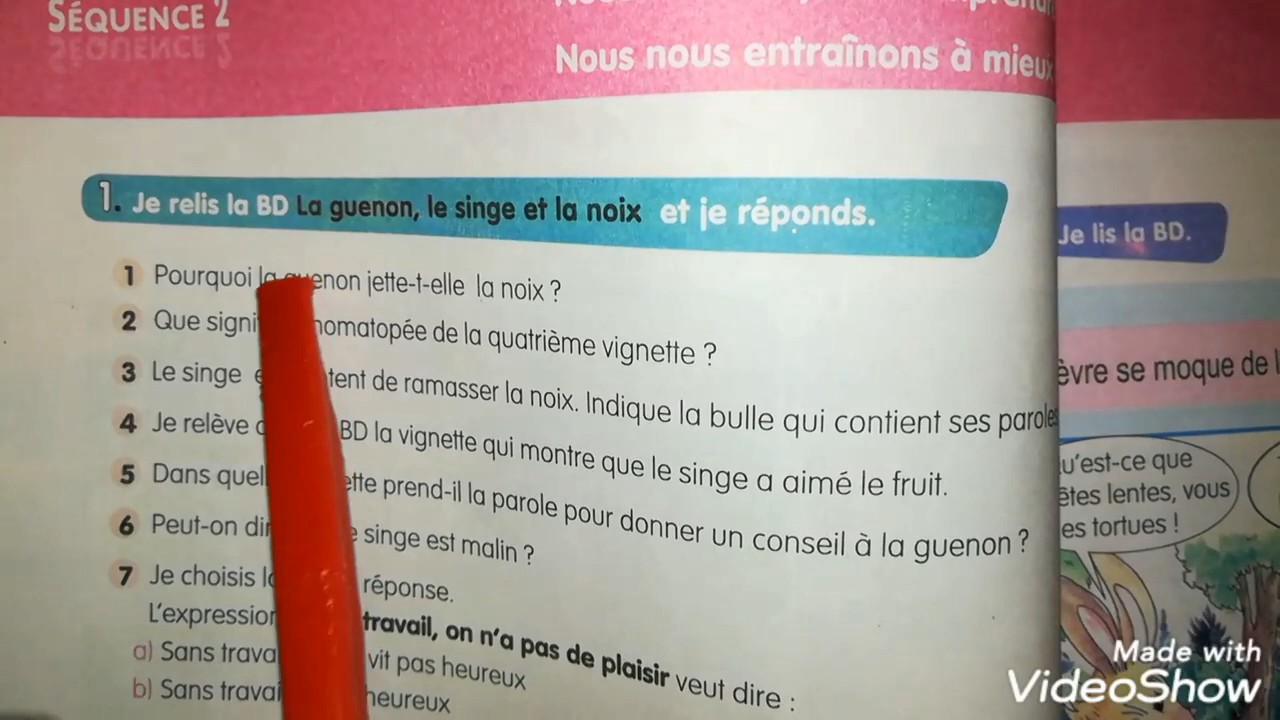 SÉQUENCE 2
Nous nous entraînons à mieux
1. Je relis la BD La guenon, le singe et la noix et je réponds.
Je lis la BD.
1 Pourquoi la guenon jette-t-elle la noix ?
2 Que signi nomatopée de la quatrième vignette ?
3 Le singe tent de ramasser la noix. Indique la bulle qui contient ses paroles
4 Je relève BD la vignette qui montre que le singe a aimé le fruit.
5 Dans quel ette prend-il la parole pour donner un conseil à la guenon ?
6 Peut-on di singe est malin ?
7 Je choisis réponse.
L'expression travail, on n'a pas de plaisir veut dire :
a) Sans trava vit pas heureux
b) Sans travai heureux
èvre se moque de l
u'est-ce que
êtes lentes, vous
es tortues !
Made with
VideoShow